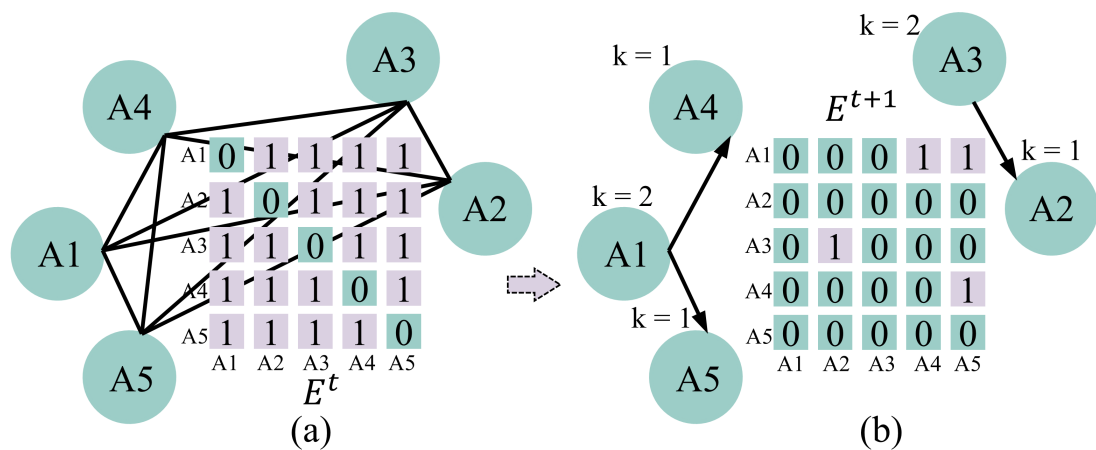 A3
A4
A1 0 1 1 1 1
A2 1 0 1 1 1
A2
A3 1 1 0 1 1
A1
A4 1 1 1 0 1
A5 1 1 1 1 0
A1 A2 A3 A4 A5
A5
E^t
(a)
k = 2
A3
k = 1
A4
E^{t+1}
A1 0 0 0 1 1
k = 1
A2 0 0 0 0 0
A2
k = 2
A3 0 1 0 0 0
A1
A4 0 0 0 0 1
k = 1
A5 0 0 0 0 0
A1 A2 A3 A4 A5
A5
(b)